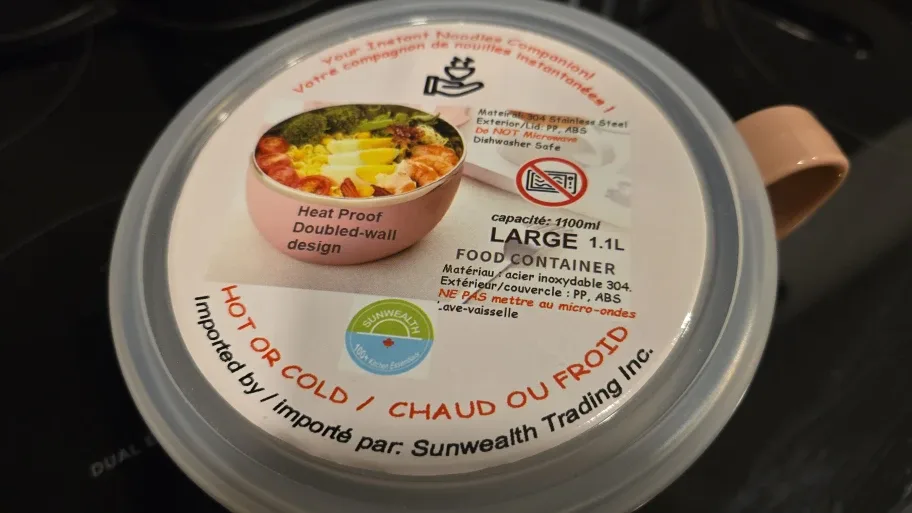 Your Instant Noodles Companion!
Votre compagnon de nouilles instantanées !
Mateiral: 304 Stainless Steel
Exterior/Lid: PP, ABS
Do NOT Microwave
Dishwasher Safe
Heat Proof
Doubled-wall
design
capacité: 1100ml
LARGE 1.1L
FOOD CONTAINER
Matériau : acier inoxydable 304.
Extérieur/couvercle : PP, ABS
NE PAS mettre au micro-ondes
Lave-vaisselle
SUNWEALTH
HOT OR COLD / CHAUD OU FROID
Imported by / importé par: Sunwealth Trading Inc.
DUAL